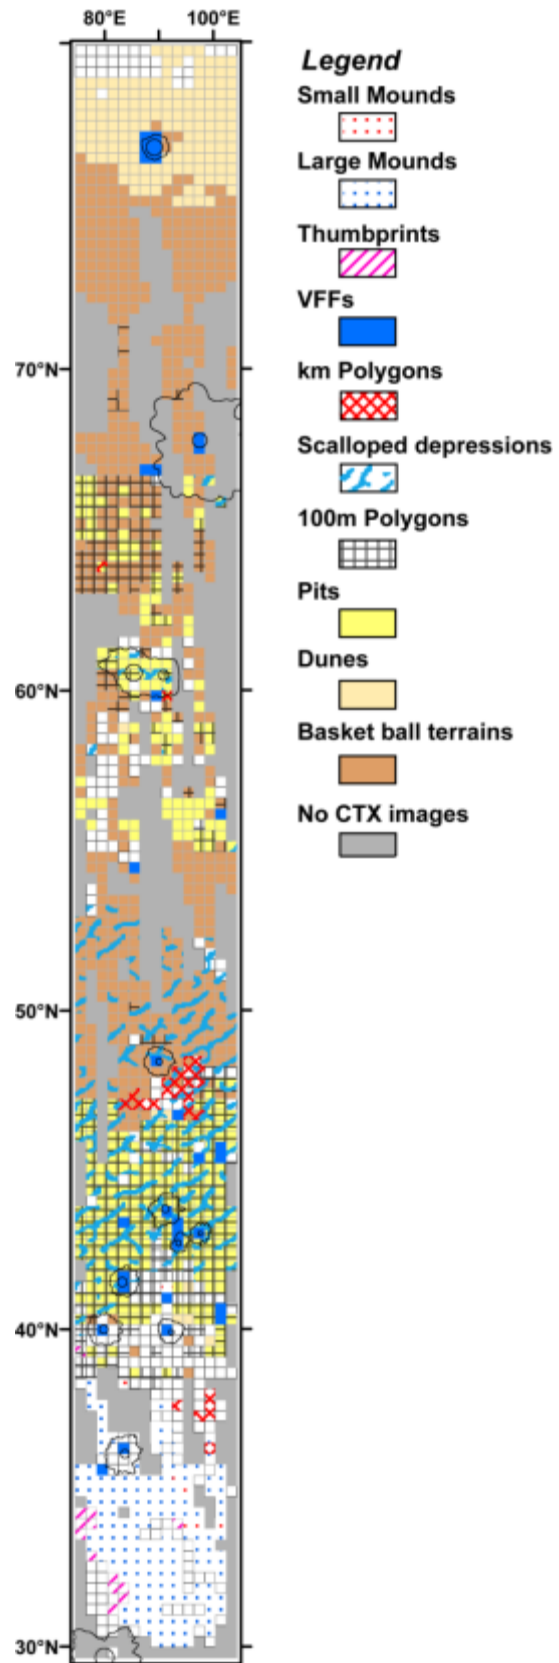 80°E 100°E
70°N
60°N
50°N
40°N
30°N
Legend
Small Mounds
Large Mounds
Thumbprints
VFFs
km Polygons
Scalloped depressions
100m Polygons
Pits
Dunes
Basket ball terrains
No CTX images